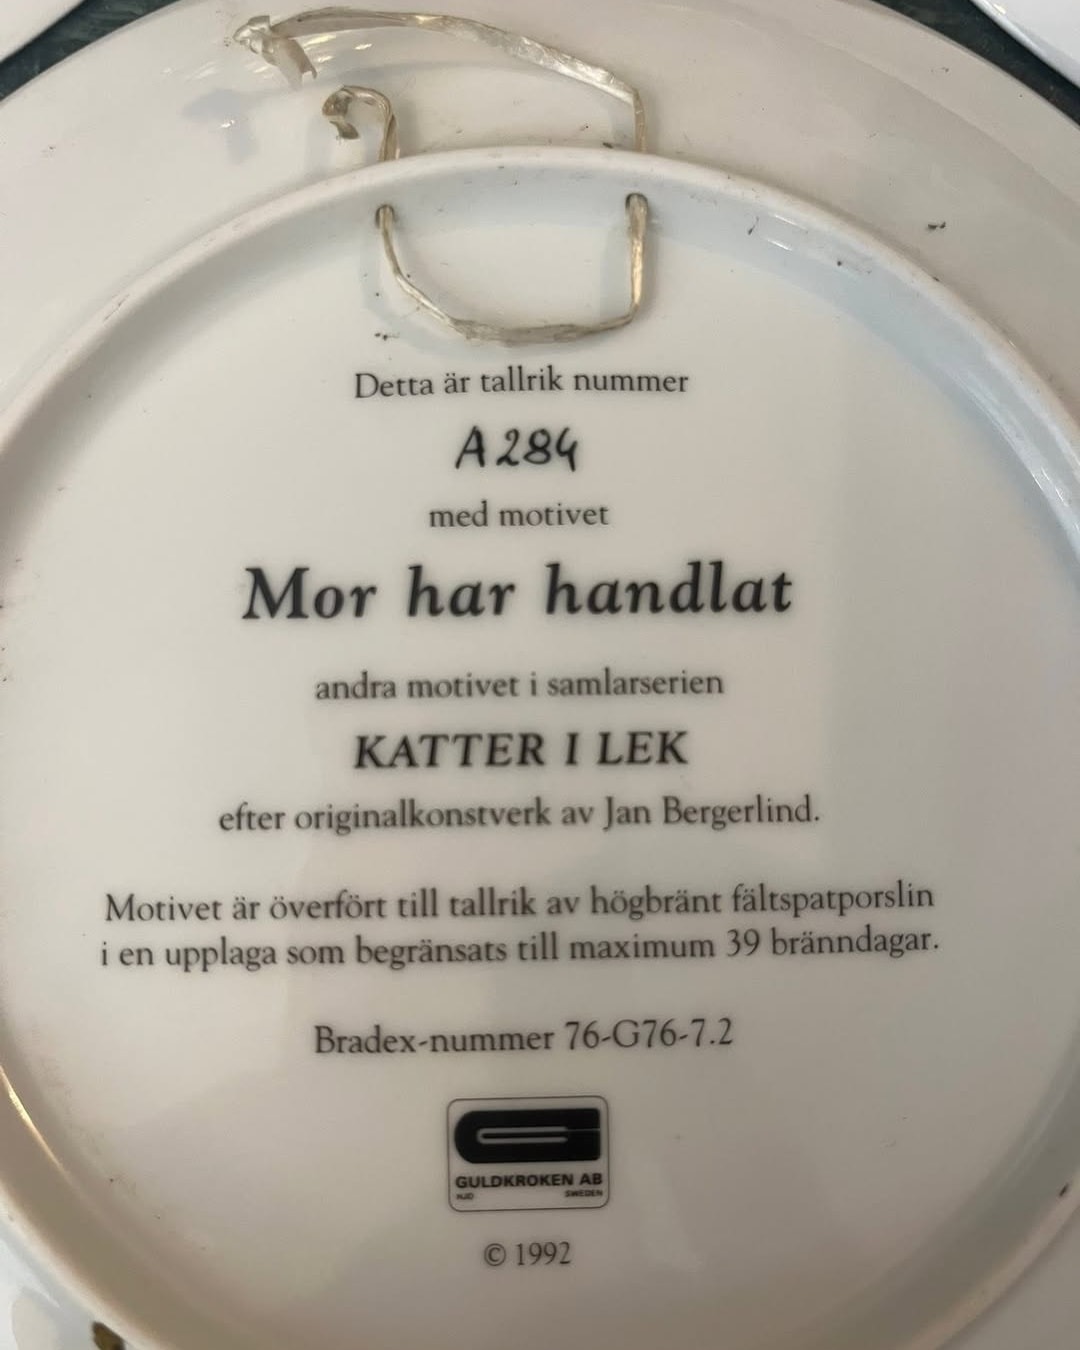 Detta är tallrik nummer
A284
med motivet
Mor har handlat
andra motivet i samlarserien
KATTER I LEK
efter originalkonstverk av Jan Bergerlind.
Motivet är överfört till tallrik av högbränt fältspatporslin
i en upplaga som begränsats till maximum 39 bränndagar.
Bradex-nummer 76-G76-7.2
GULDKROKEN AB
HJO SWEDEN
© 1992